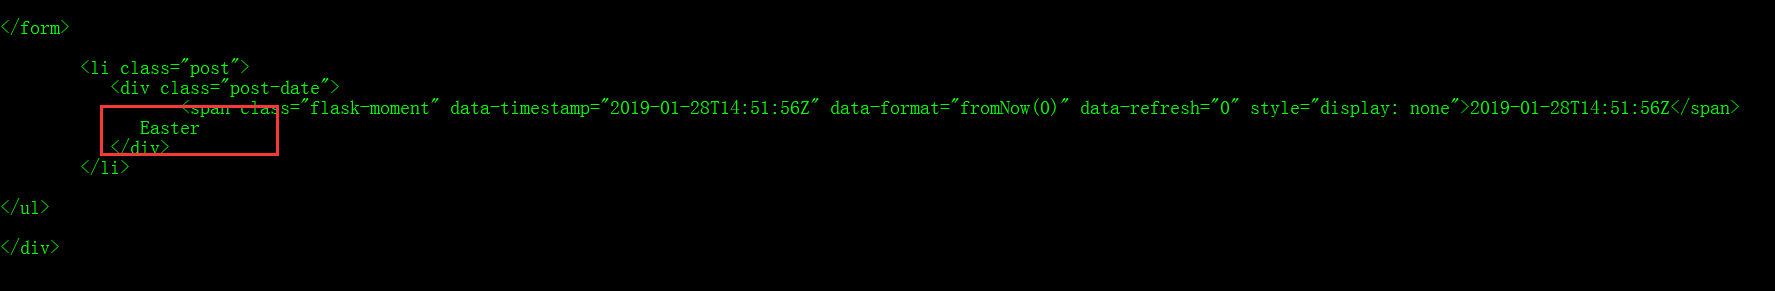 </form>
<li class="post">
<div class="post-date">
<span class="flask-moment" data-timestamp="2019-01-28T14:51:56Z" data-format="fromNow(0)" data-refresh="0" style="display: none">2019-01-28T14:51:56Z</span>
Easter
</div>
</li>
</ul>
</div>